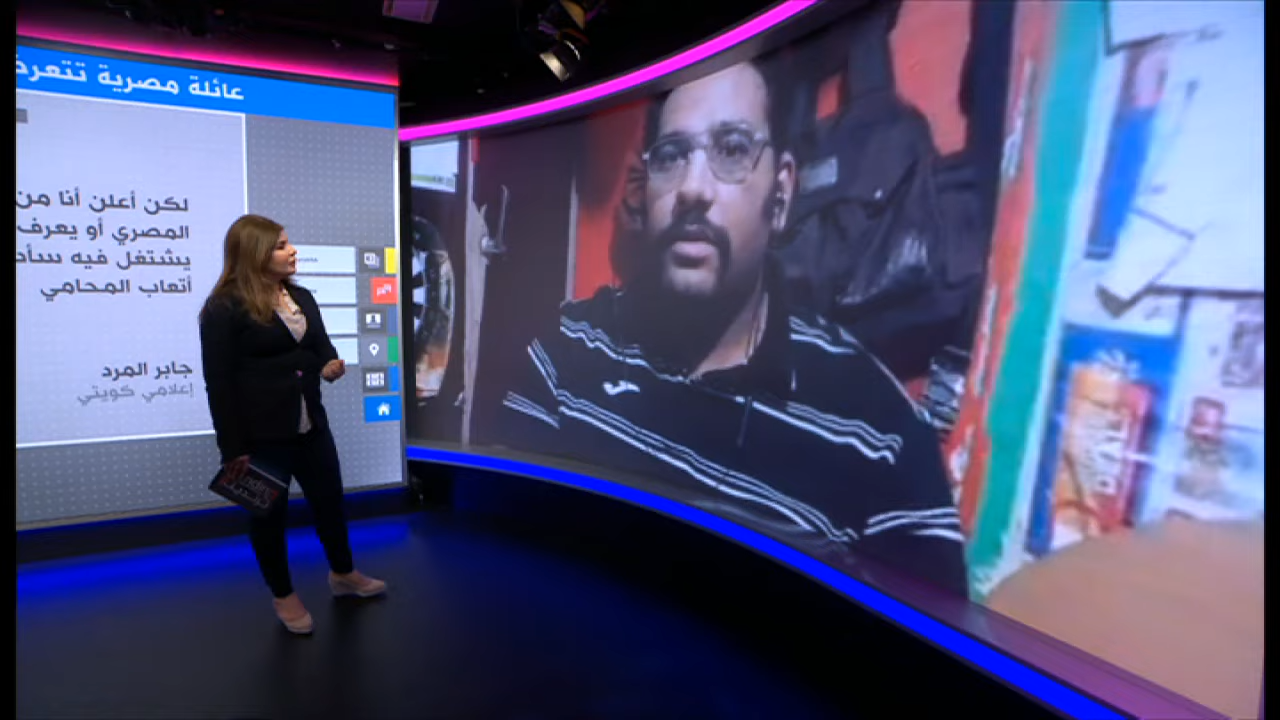 عائلة مصرية تتعرض
لكن أعلن أنا من
المصري أو يعرف
يشتغل فيه سأد
أتعاب المحامي
جابر المرد
إعلامي كويتي